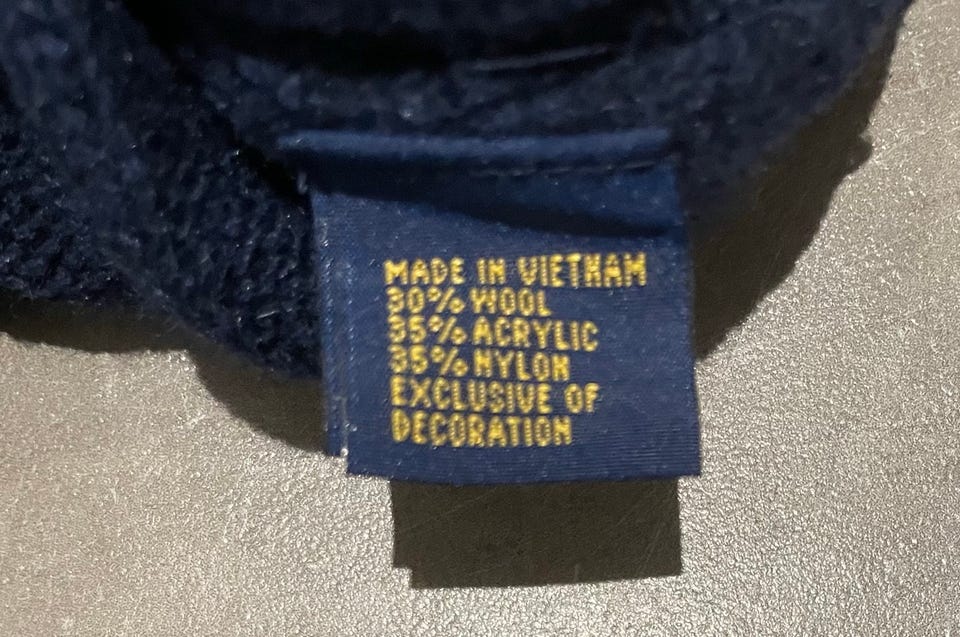 MADE IN VIETNAM
30% WOOL
35% ACRYLIC
35% NYLON
EXCLUSIVE OF
DECORATION